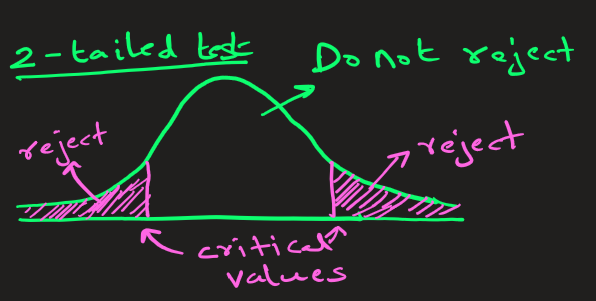 2-tailed test
Do not reject
reject
reject
critical
values